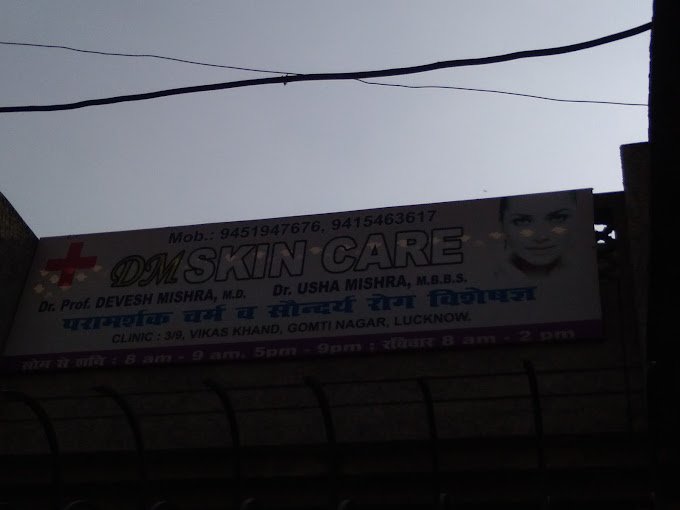 Mob.: 9451947676, 9415463617
DM SKIN CARE
Dr. Prof. DEVESH MISHRA, M.D. Dr. USHA MISHRA, M.B.B.S.
परामर्शक चर्म व सौन्दर्य रोग विशेषज्ञ
CLINIC : 3/9, VIKAS KHAND, GOMTI NAGAR, LUCKNOW.
सोम से शनि : 8 am - 9 am, 5pm - 9pm ; रविवार 8 am - 2 pm